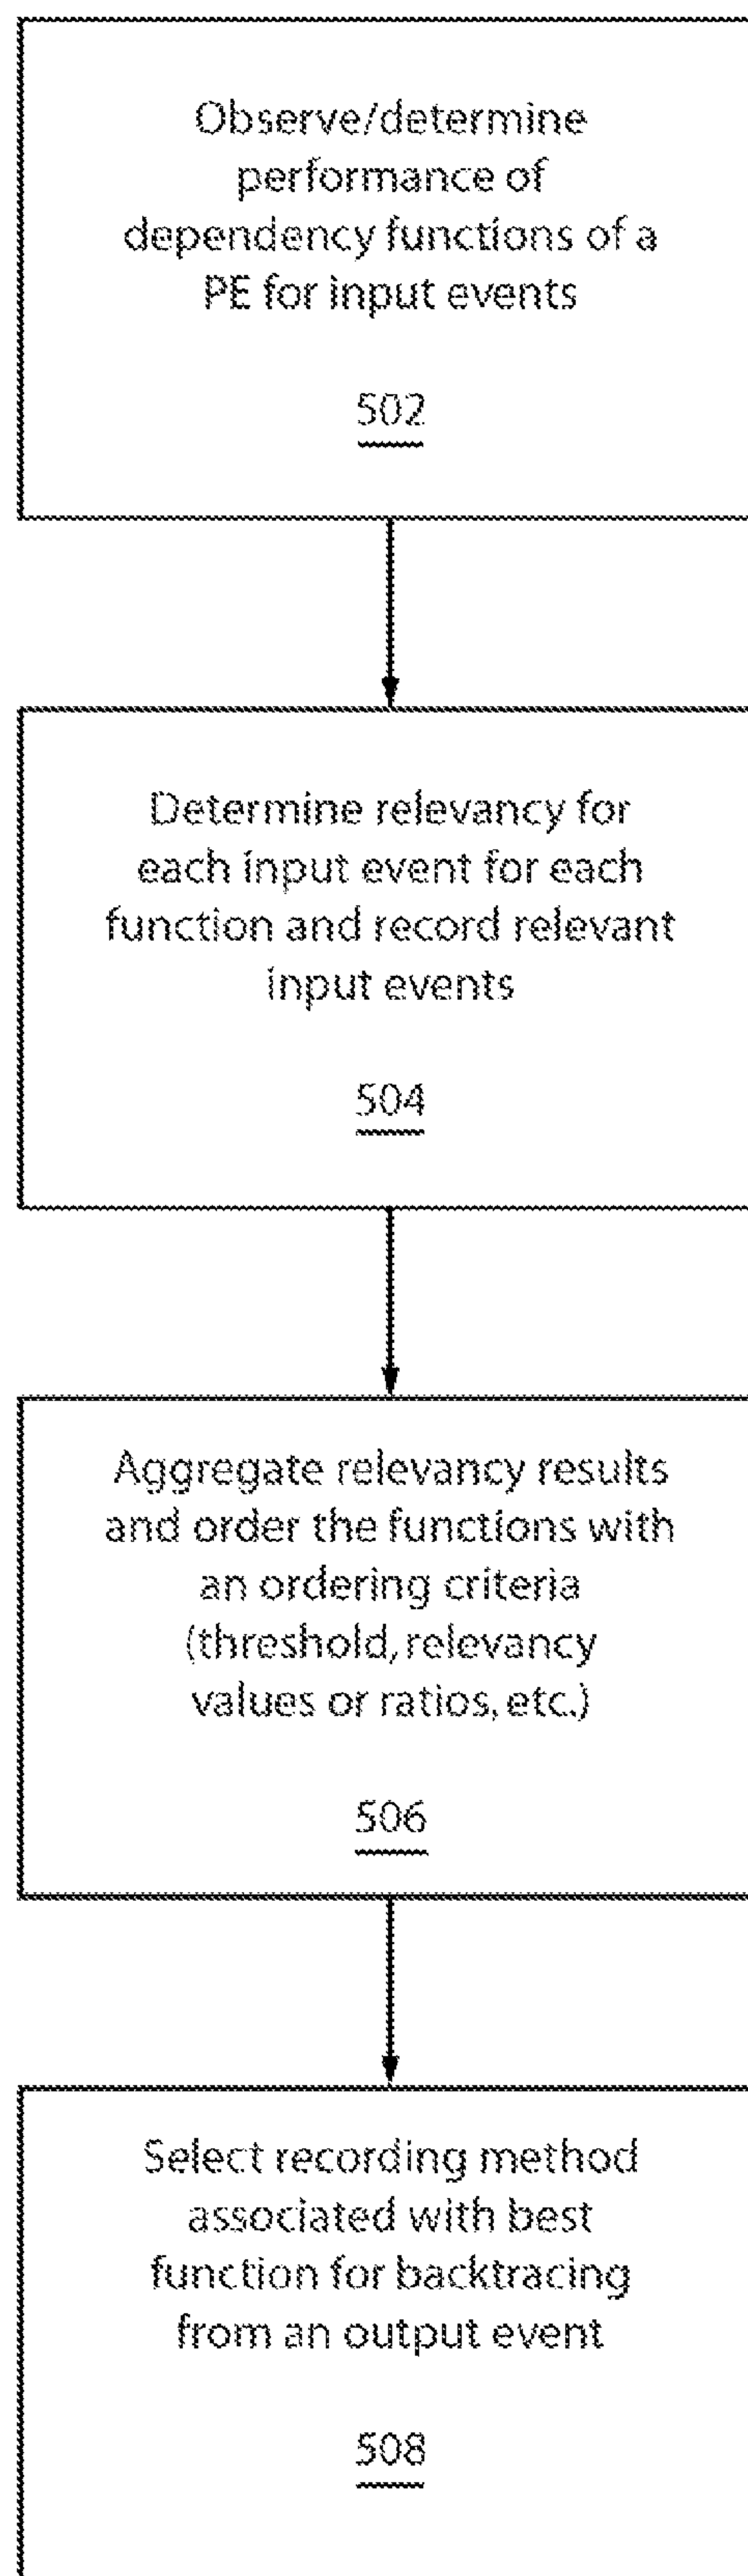 Observe/determine
performance of
dependency functions of a
PE for input events
502
Determine relevancy for
each input event for each
function and record relevant
input events
504
Aggregate relevancy results
and order the functions with
an ordering criteria
(threshold, relevancy
values or ratios, etc.)
506
Select recording method
associated with best
function for backtracing
from an output event
508